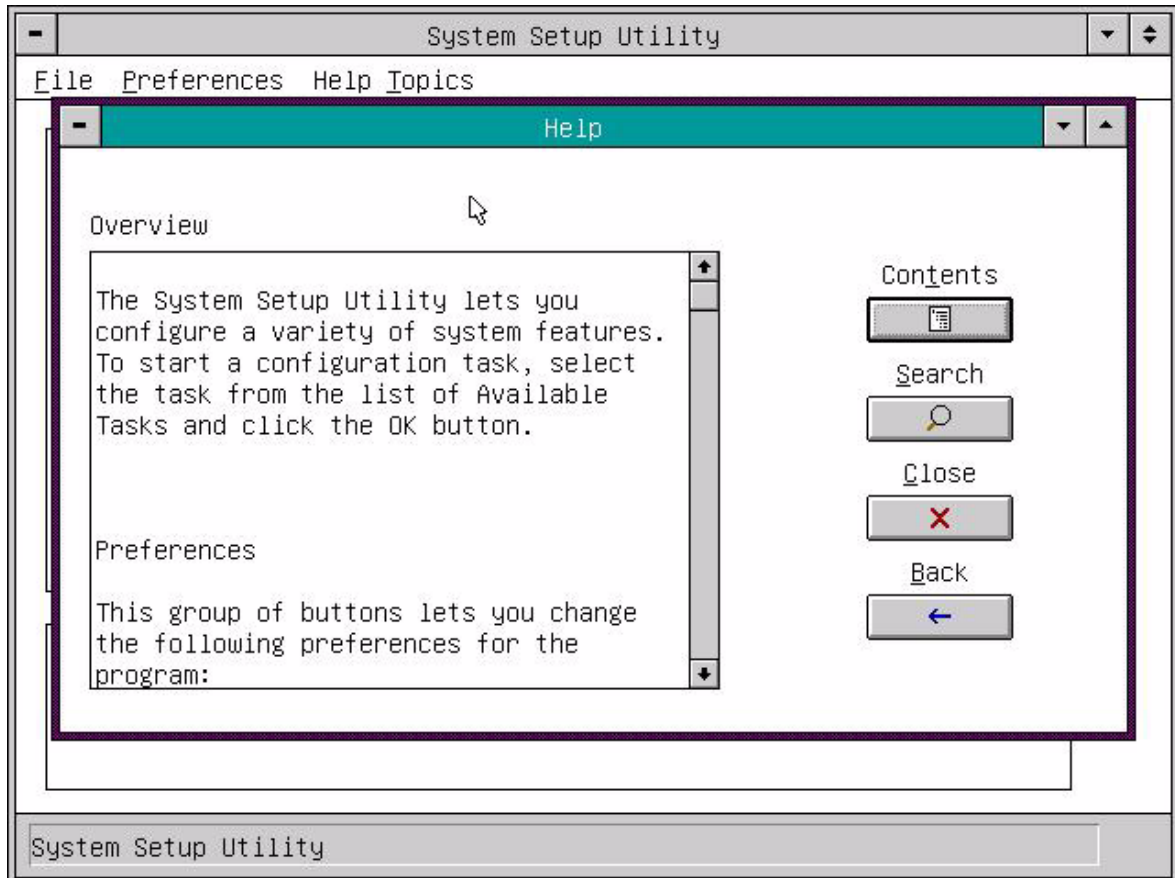 System Setup Utility
File Preferences Help Topics
Help
Overview
The System Setup Utility lets you
configure a variety of system features.
To start a configuration task, select
the task from the list of Available
Tasks and click the OK button.
Preferences
This group of buttons lets you change
the following preferences for the
program:
Contents
Search
Close
Back
System Setup Utility